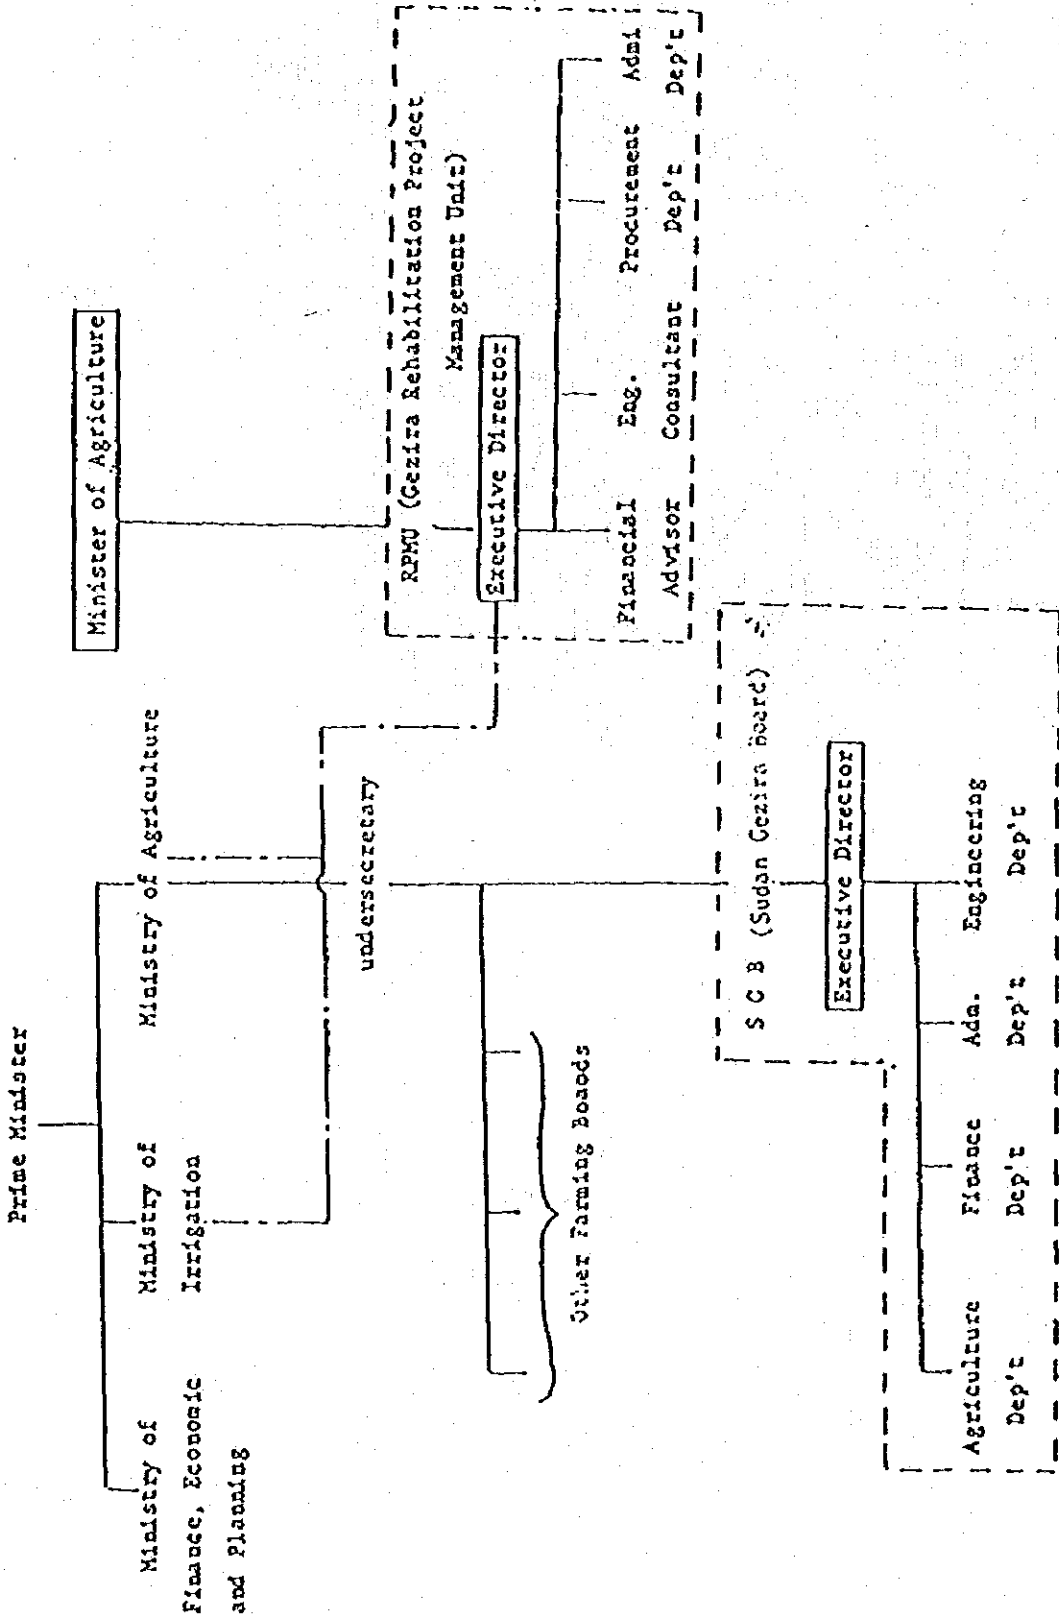 Prime Minister
Minister of Agriculture
Ministry of
Finance, Economic
and Planning
Ministry of
Irrigation
Ministry of Agriculture
undersecretary
RPMU (Gezira Rehabilitation Project
Management Unit)
Executive Director
Financial Eng. Procurement Admi
Advisor Consultant Dep't Dep't
Other Farming Boaods
S G B (Sudan Gezira Board)
Executive Director
Agriculture Finance Adm. Engineering
Dep't Dep't Dep't Dep't